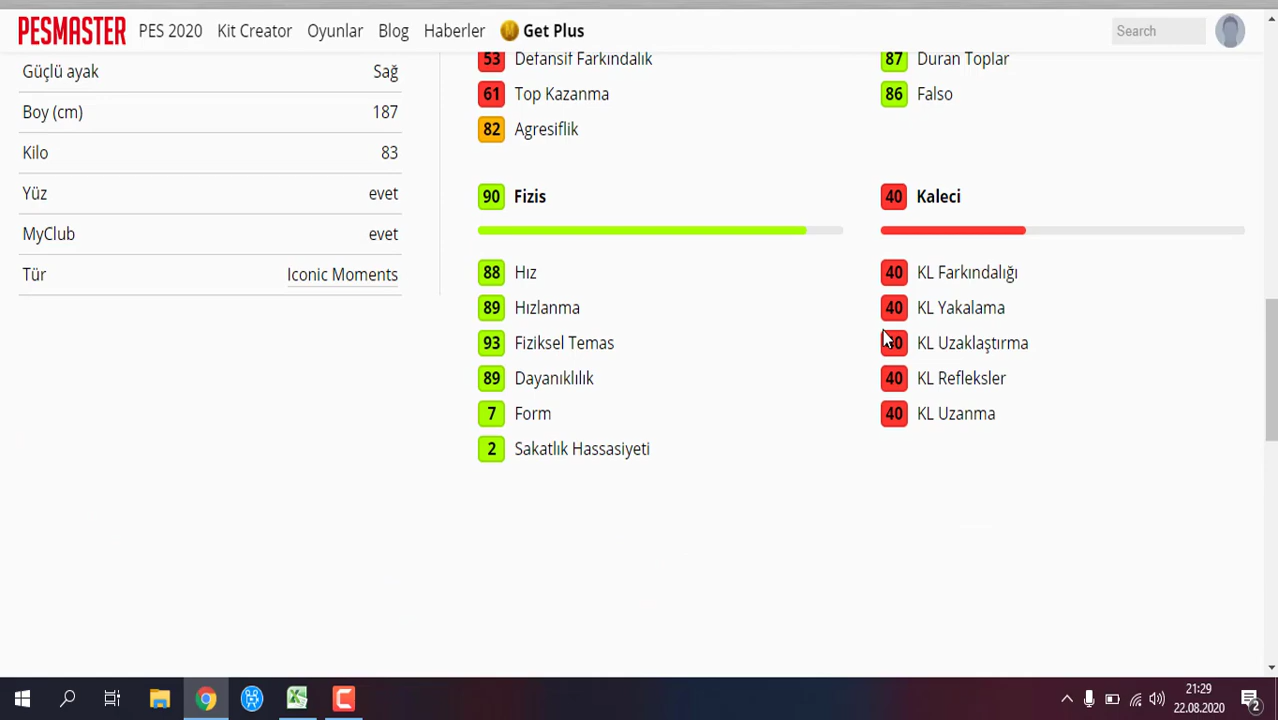 PESMASTER PES 2020 Kit Creator Oyunlar Blog Haberler Get Plus Search
Güçlü ayak Sağ
Boy (cm) 187
Kilo 83
Yüz evet
MyClub evet
Tür Iconic Moments
53 Defansif Farkındalık
61 Top Kazanma
82 Agresiflik
87 Duran Toplar
86 Falso
90 Fizis
88 Hız
89 Hızlanma
93 Fiziksel Temas
89 Dayanıklılık
7 Form
2 Sakatlık Hassasiyeti
40 Kaleci
40 KL Farkındalığı
40 KL Yakalama
KL Uzaklaştırma
40 KL Refleksler
40 KL Uzanma
21:29
22.08.2020
2